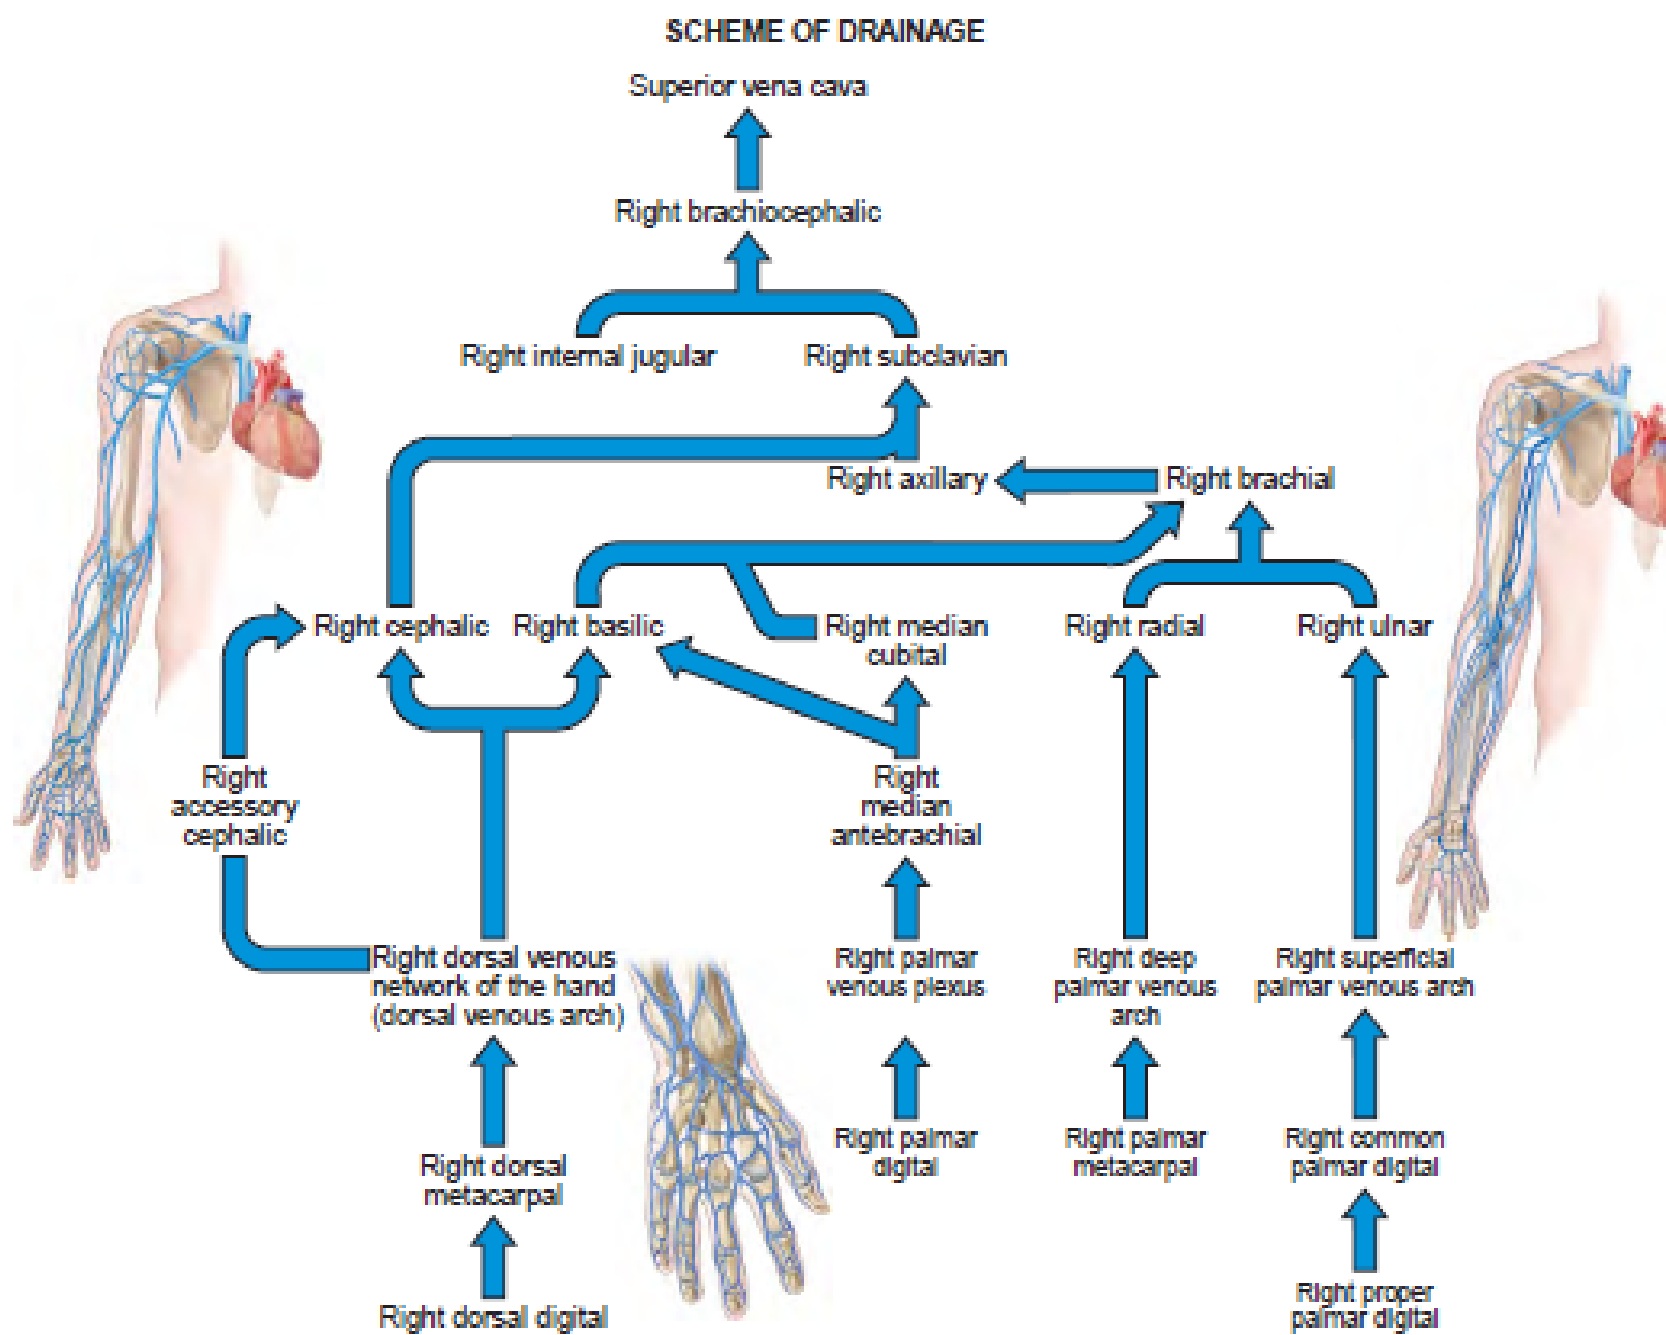 SCHEME OF DRAINAGE
Superior vena cava
Right brachiocephalic
Right internal jugular
Right subclavian
Right axillary
Right brachial
Right cephalic
Right basilic
Right median
cubital
Right radial
Right ulnar
Right
accessory
cephalic
Right
median
antebrachial
Right dorsal venous
network of the hand
(dorsal venous arch)
Right palmar
venous plexus
Right deep
palmar venous
arch
Right superficial
palmar venous arch
Right dorsal
metacarpal
Right palmar
digital
Right palmar
metacarpal
Right common
palmar digital
Right dorsal digital
Right proper
palmar digital